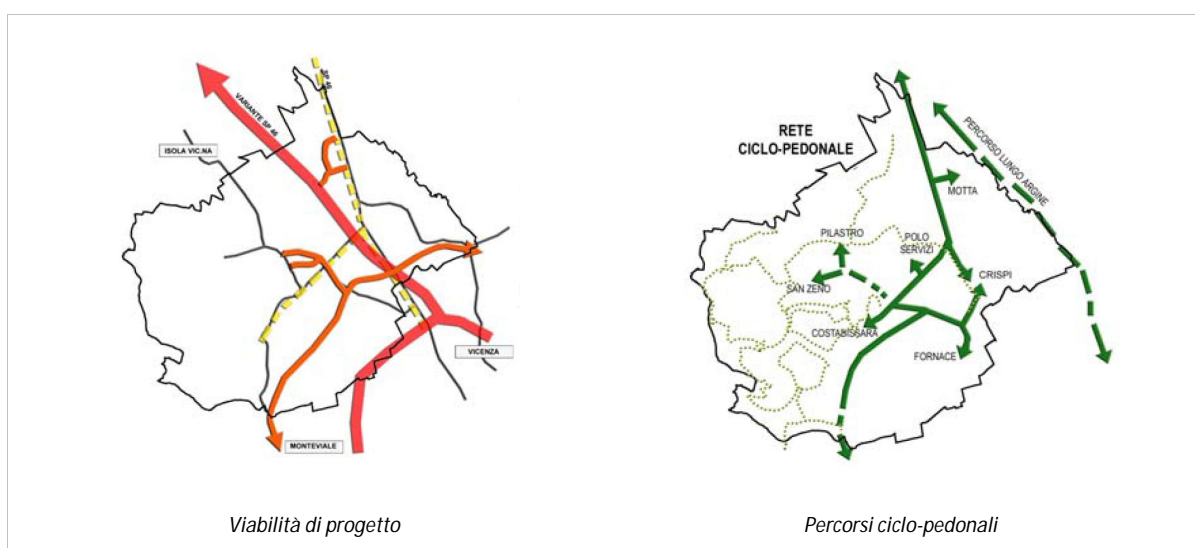 SP 46
VARIANTE SP 46
ISOLA VIC.NA
VICENZA
MONTEVIALE
Viabilità di progetto
RETE
CICLO-PEDONALE
PERCORSO LUNGO ARGINE
MOTTA
PILASTRO
POLO
SERVIZI
CRISPI
SAN ZENO
COSTABISSARA
FORNACE
Percorsi ciclo-pedonali